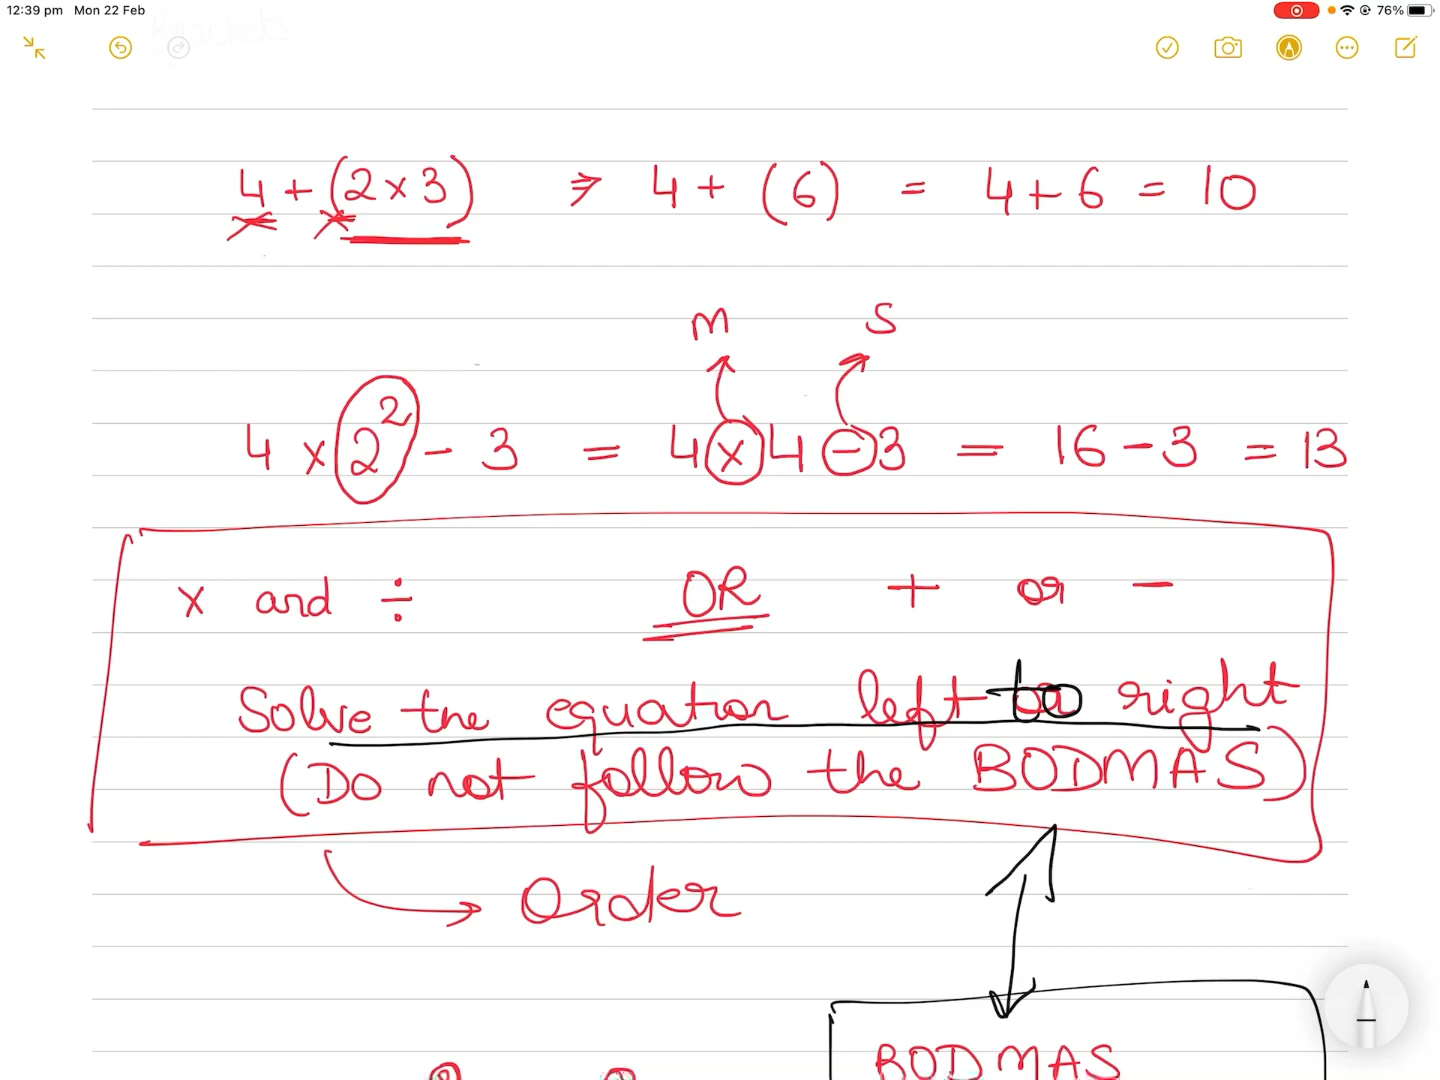 12:39 pm Mon 22 Feb 76%
4 + (2 × 3) ⇒ 4 + (6) = 4 + 6 = 10
M S
4 × 2² - 3 = 4 × 4 - 3 = 16 - 3 = 13
× and ÷ OR + or -
Solve the equation left to right
(Do not follow the BODMAS)
Order
BODMAS